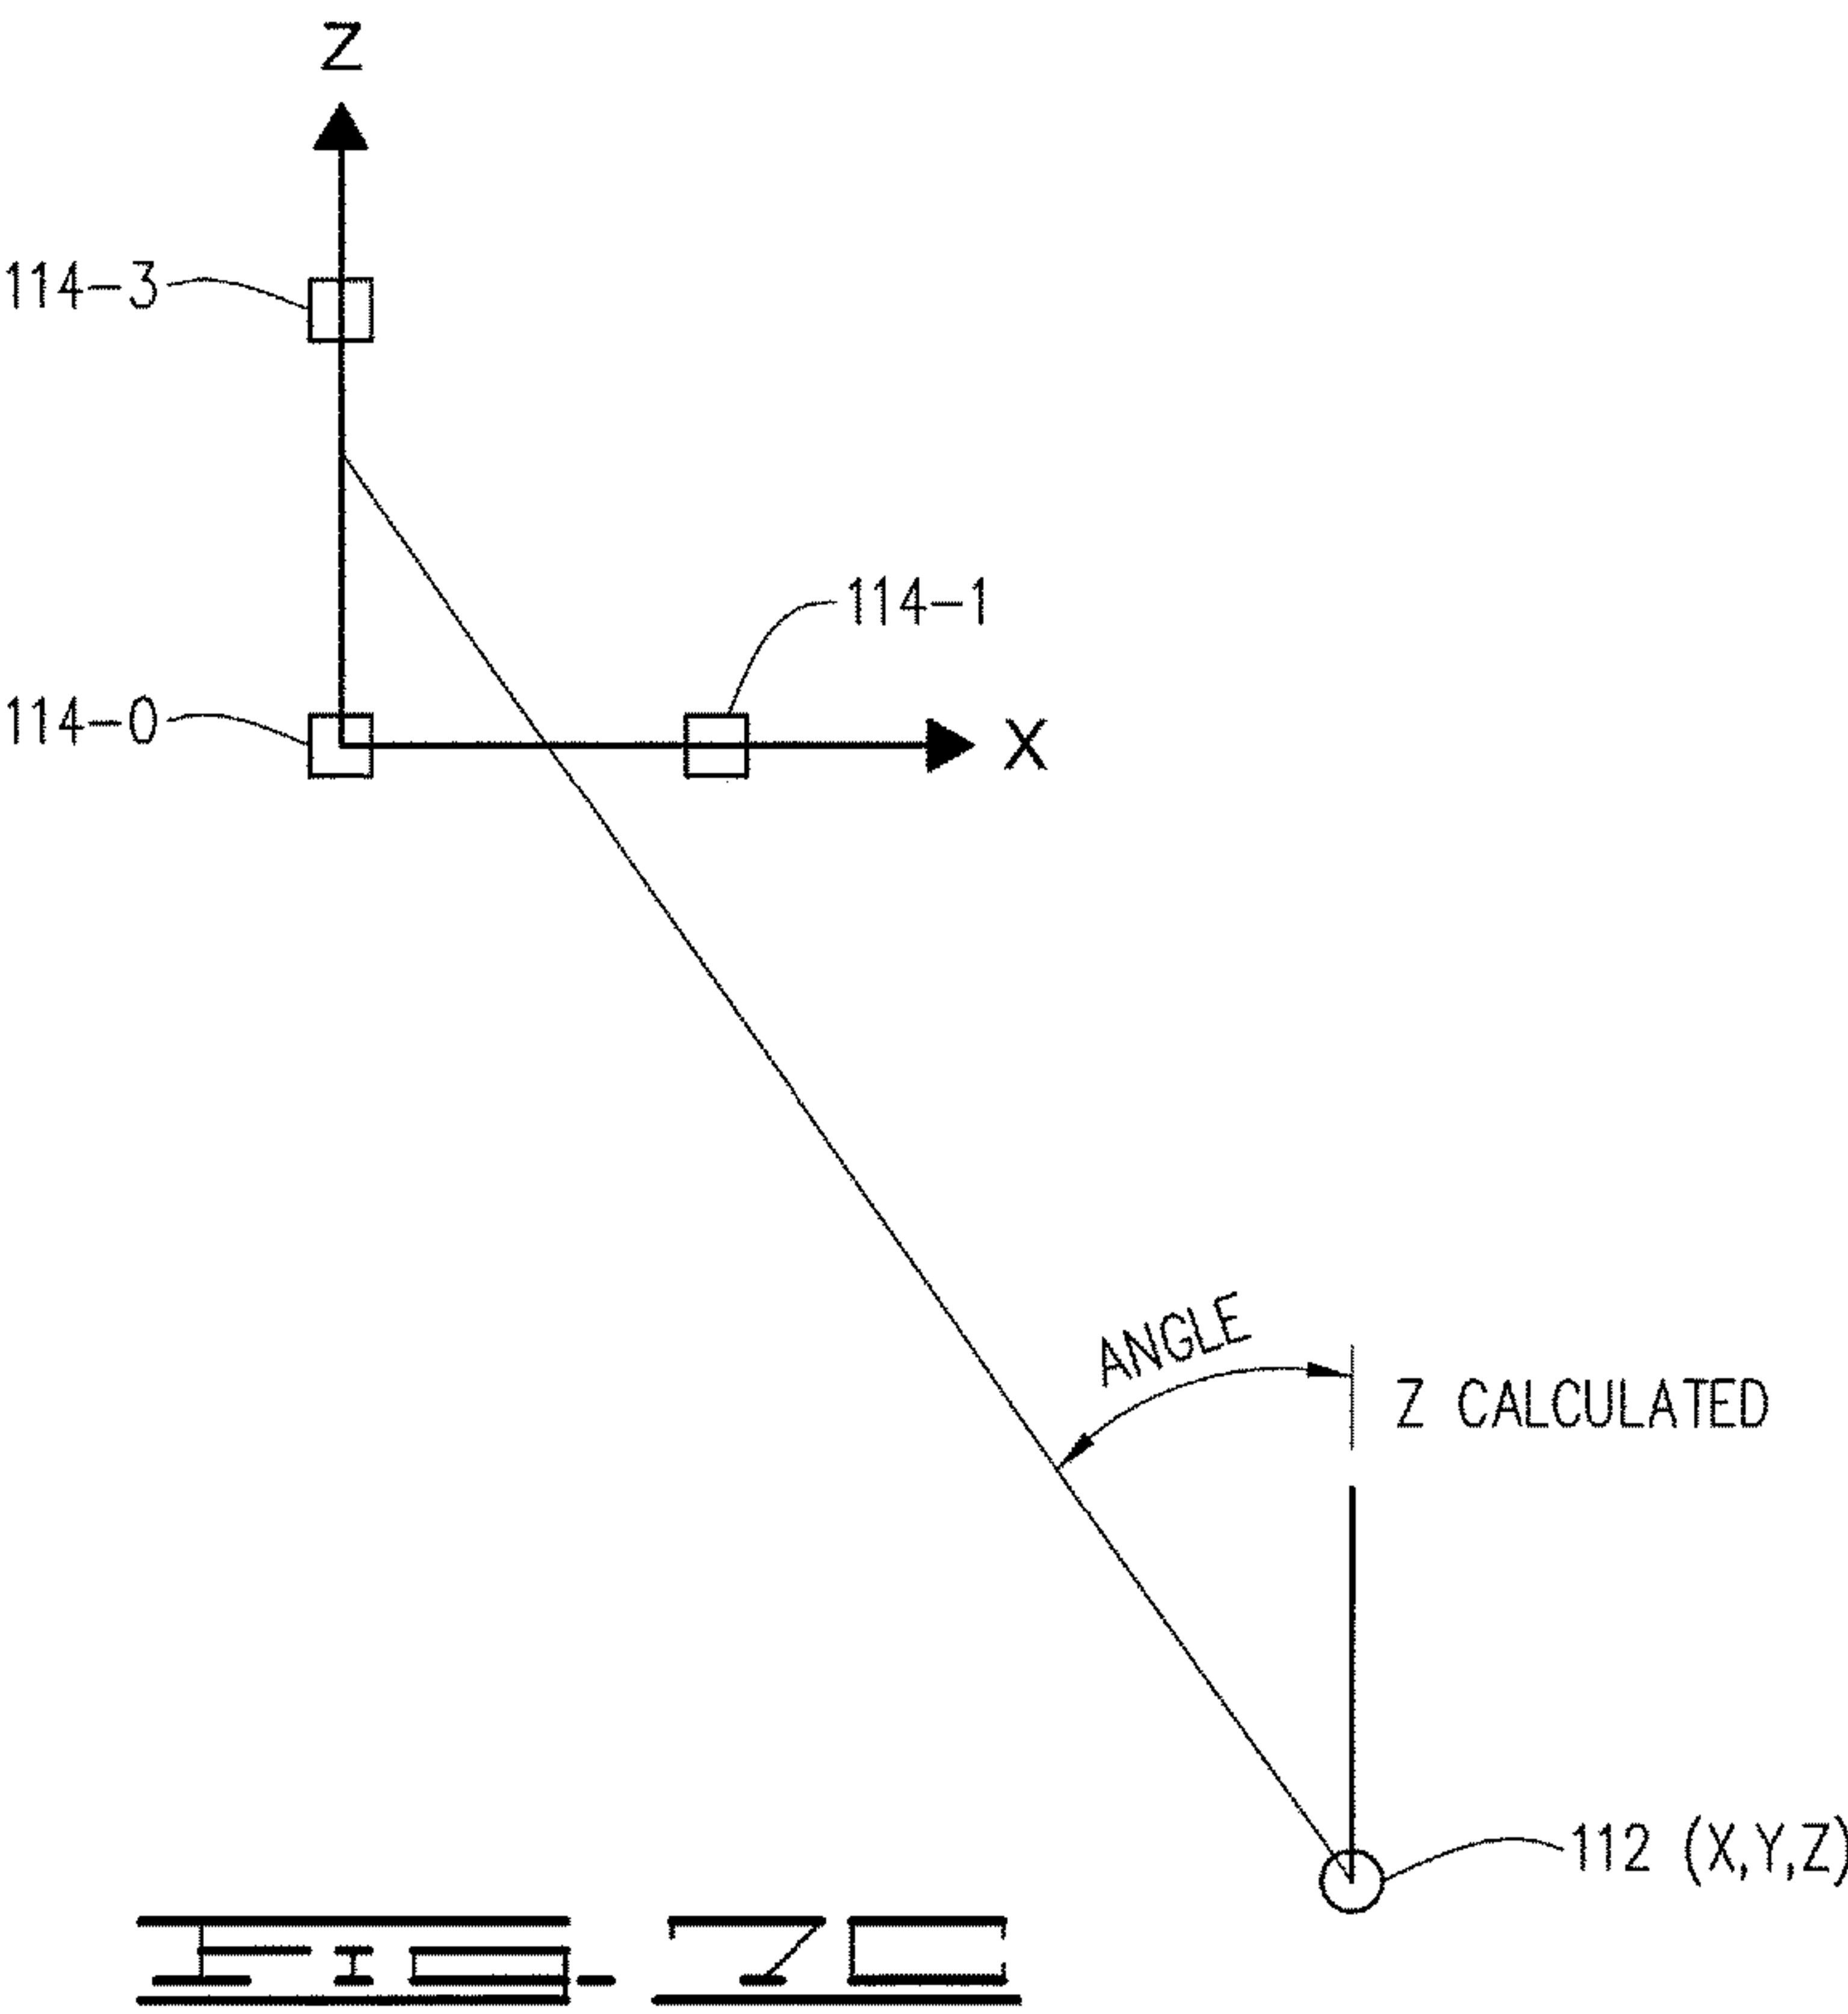 Z
114-3
114-1
114-0
X
ANGLE
Z CALCULATED
112 (X,Y,Z)
FIG. 7C